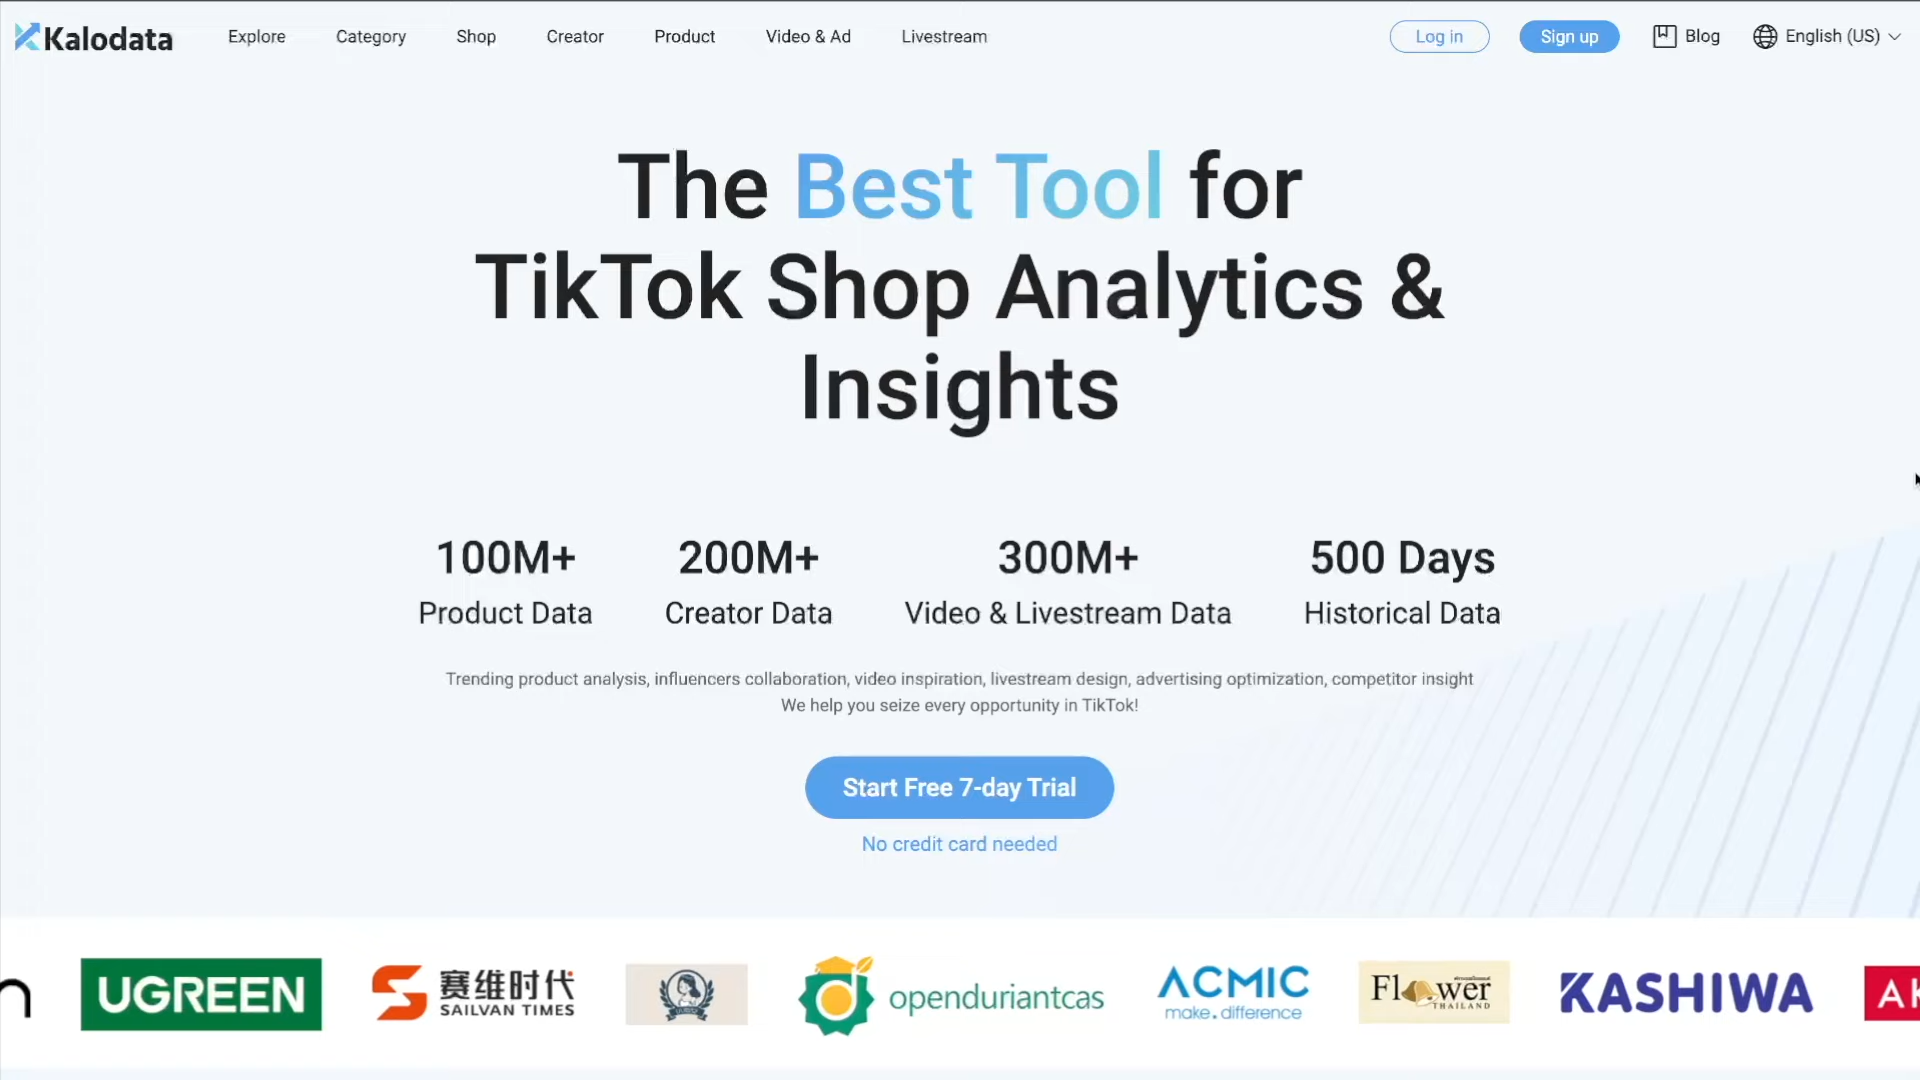 Kalodata
Explore
Category
Shop
Creator
Product
Video & Ad
Livestream
Log in
Sign up
Blog
English (US)
The Best Tool for
TikTok Shop Analytics &
Insights
100M+
Product Data
200M+
Creator Data
300M+
Video & Livestream Data
500 Days
Historical Data
Trending product analysis, influencers collaboration, video inspiration, livestream design, advertising optimization, competitor insight
We help you seize every opportunity in TikTok!
Start Free 7-day Trial
No credit card needed
UGREEN
赛维时代
SAILVAN TIMES
openduriantcas
ACMIC
make.difference
Flower
THAILAND
KASHIWA